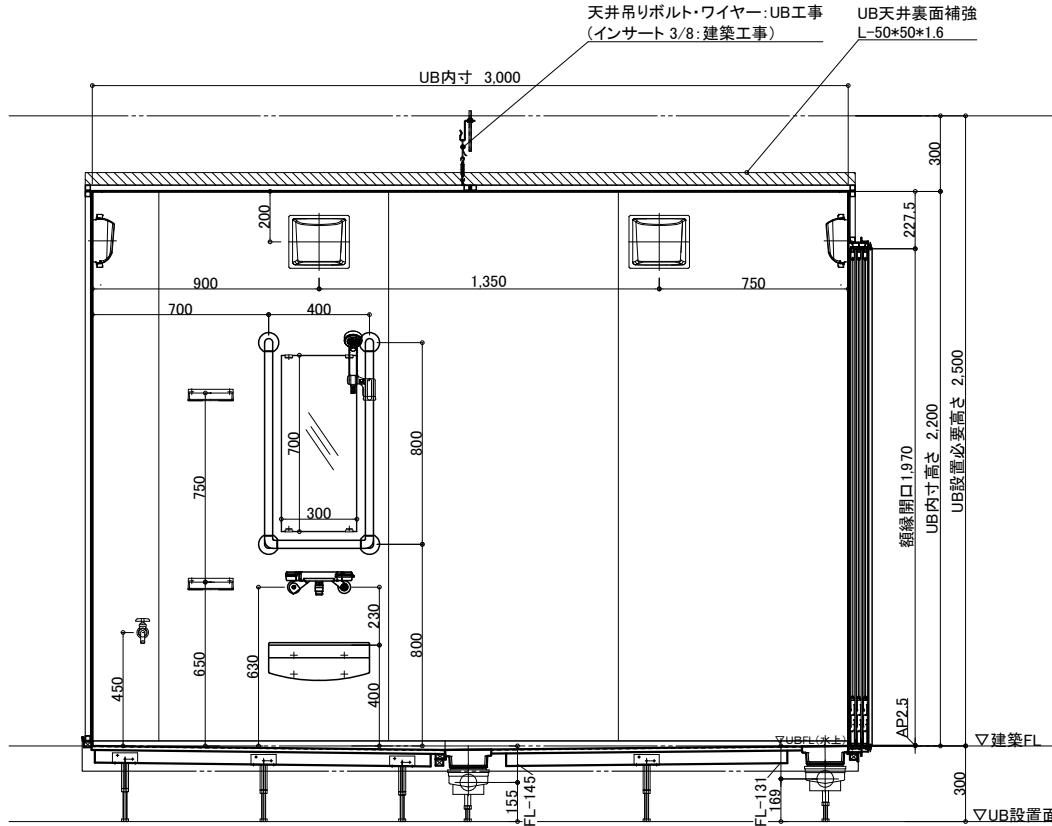 天井吊りボルト・ワイヤー:UB工事
(インサート 3/8:建築工事)
UB天井裏面補強
L-50*50*1.6
UB内寸 3,000
300
200
227.5
900
1,350
750
700
400
UB設置必要高さ 2,500
UB内寸高さ 2,200
額縁開口1,970
800
700
750
300
230
800
630
650
450
400
AP2.5
▽UBFL(水上)
▽建築FL
155
FL-145
FL-131
169
300
▽UB設置面